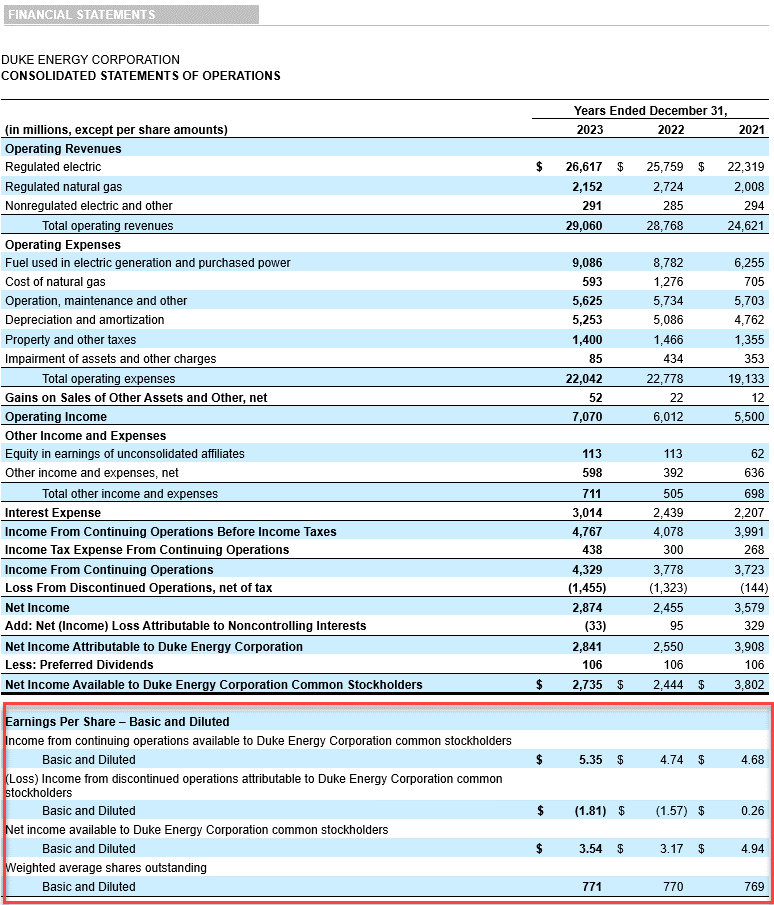 FINANCIAL STATEMENTS
DUKE ENERGY CORPORATION
CONSOLIDATED STATEMENTS OF OPERATIONS
Years Ended December 31,
(in millions, except per share amounts) 2023 2022 2021
Operating Revenues
Regulated electric $ 26,617 $ 25,759 $ 22,319
Regulated natural gas 2,152 2,724 2,008
Nonregulated electric and other 291 285 294
Total operating revenues 29,060 28,768 24,621
Operating Expenses
Fuel used in electric generation and purchased power 9,086 8,782 6,255
Cost of natural gas 593 1,276 705
Operation, maintenance and other 5,625 5,734 5,703
Depreciation and amortization 5,253 5,086 4,762
Property and other taxes 1,400 1,466 1,355
Impairment of assets and other charges 85 434 353
Total operating expenses 22,042 22,778 19,133
Gains on Sales of Other Assets and Other, net 52 22 12
Operating Income 7,070 6,012 5,500
Other Income and Expenses
Equity in earnings of unconsolidated affiliates 113 113 62
Other income and expenses, net 598 392 636
Total other income and expenses 711 505 698
Interest Expense 3,014 2,439 2,207
Income From Continuing Operations Before Income Taxes 4,767 4,078 3,991
Income Tax Expense From Continuing Operations 438 300 268
Income From Continuing Operations 4,329 3,778 3,723
Loss From Discontinued Operations, net of tax (1,455) (1,323) (144)
Net Income 2,874 2,455 3,579
Add: Net (Income) Loss Attributable to Noncontrolling Interests (33) 95 329
Net Income Attributable to Duke Energy Corporation 2,841 2,550 3,908
Less: Preferred Dividends 106 106 106
Net Income Available to Duke Energy Corporation Common Stockholders $ 2,735 $ 2,444 $ 3,802
Earnings Per Share – Basic and Diluted
Income from continuing operations available to Duke Energy Corporation common stockholders
Basic and Diluted $ 5.35 $ 4.74 $ 4.68
(Loss) Income from discontinued operations attributable to Duke Energy Corporation common
stockholders
Basic and Diluted $ (1.81) $ (1.57) $ 0.26
Net income available to Duke Energy Corporation common stockholders
Basic and Diluted $ 3.54 $ 3.17 $ 4.94
Weighted average shares outstanding
Basic and Diluted 771 770 769